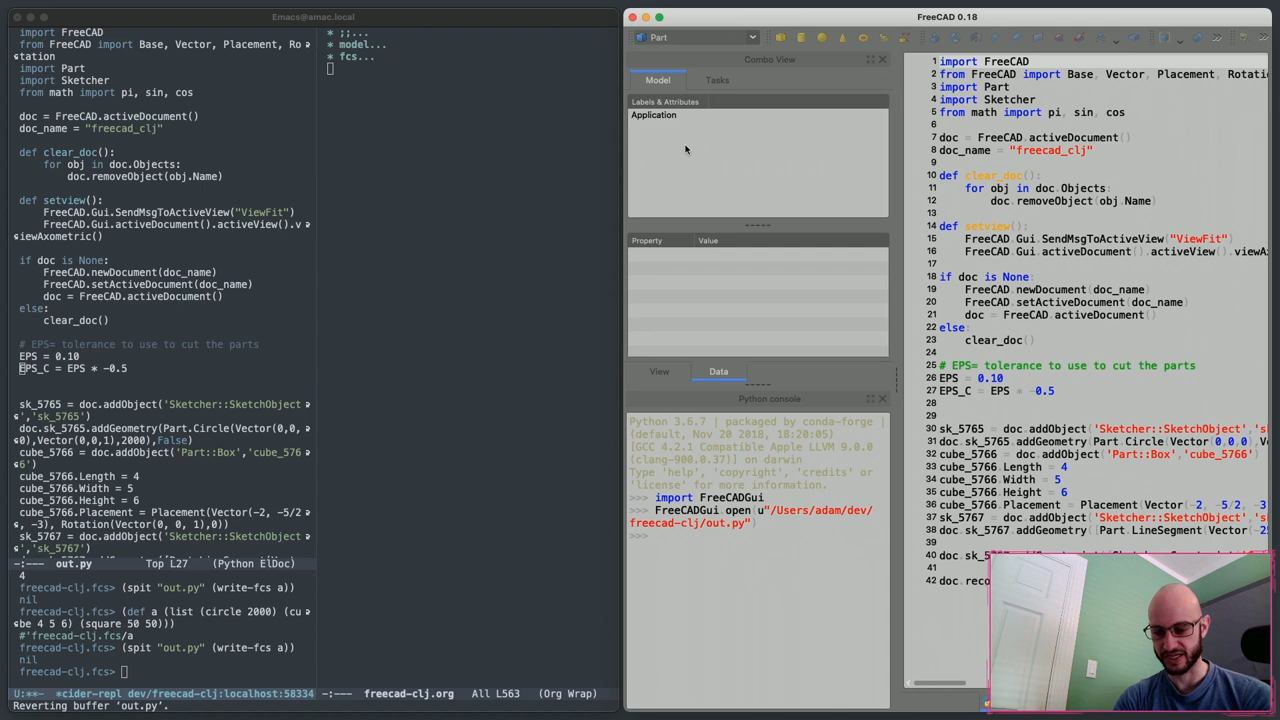 Emacs@amac.local
import FreeCAD
from FreeCAD import Base, Vector, Placement, Ro
tation
import Part
import Sketcher
from math import pi, sin, cos
doc = FreeCAD.activeDocument()
doc_name = "freecad_clj"
def clear_doc():
for obj in doc.Objects:
doc.removeObject(obj.Name)
def setview():
FreeCAD.Gui.SendMsgToActiveView("ViewFit")
FreeCAD.Gui.activeDocument().activeView().v
iewAxometric()
if doc is None:
FreeCAD.newDocument(doc_name)
FreeCAD.setActiveDocument(doc_name)
doc = FreeCAD.activeDocument()
else:
clear_doc()
# EPS= tolerance to use to cut the parts
EPS = 0.10
EPS_C = EPS * -0.5
sk_5765 = doc.addObject('Sketcher::SketchObject
','sk_5765')
doc.sk_5765.addGeometry(Part.Circle(Vector(0,0,
0),Vector(0,0,1),2000),False)
cube_5766 = doc.addObject('Part::Box','cube_576
6')
cube_5766.Length = 4
cube_5766.Width = 5
cube_5766.Height = 6
cube_5766.Placement = Placement(Vector(-2, -5/2
, -3), Rotation(Vector(0, 0, 1),0))
sk_5767 = doc.addObject('Sketcher::SketchObject
','sk_5767')
-:--- out.py Top L27 (Python ElDoc)
4
freecad-clj.fcs> (spit "out.py" (write-fcs a))
nil
freecad-clj.fcs> (def a (list (circle 2000) (cu
be 4 5 6) (square 50 50)))
#'freecad-clj.fcs/a
freecad-clj.fcs> (spit "out.py" (write-fcs a))
nil
freecad-clj.fcs>
U:**- *cider-repl dev/freecad-clj:localhost:58334
Reverting buffer ‘out.py’.
* ;;...
* model...
* fcs...
-:--- freecad-clj.org All L563 (Org Wrap)
FreeCAD 0.18
Part
Combo View
Model Tasks
Labels & Attributes
Application
Property Value
View Data
Python console
Python 3.6.7 | packaged by conda-forge |
(default, Nov 20 2018, 18:20:05)
[GCC 4.2.1 Compatible Apple LLVM 9.0.0
(clang-900.0.37)] on darwin
Type 'help', 'copyright', 'credits' or
'license' for more information.
>>> import FreeCADGui
>>> FreeCADGui.open(u"/Users/adam/dev/
freecad-clj/out.py")
>>>
1 import FreeCAD
2 from FreeCAD import Base, Vector, Placement, Rotati
3 import Part
4 import Sketcher
5 from math import pi, sin, cos
6
7 doc = FreeCAD.activeDocument()
8 doc_name = "freecad_clj"
9
10 def clear_doc():
11 for obj in doc.Objects:
12 doc.removeObject(obj.Name)
13
14 def setview():
15 FreeCAD.Gui.SendMsgToActiveView("ViewFit")
16 FreeCAD.Gui.activeDocument().activeView().viewA
17
18 if doc is None:
19 FreeCAD.newDocument(doc_name)
20 FreeCAD.setActiveDocument(doc_name)
21 doc = FreeCAD.activeDocument()
22 else:
23 clear_doc()
24
25 # EPS= tolerance to use to cut the parts
26 EPS = 0.10
27 EPS_C = EPS * -0.5
28
29
30 sk_5765 = doc.addObject('Sketcher::SketchObject','s
31 doc.sk_5765.addGeometry(Part.Circle(Vector(0,0,0),V
32 cube_5766 = doc.addObject('Part::Box','cube_5766')
33 cube_5766.Length = 4
34 cube_5766.Width = 5
35 cube_5766.Height = 6
36 cube_5766.Placement = Placement(Vector(-2, -5/2, -3
37 sk_5767 = doc.addObject('Sketcher::SketchObject','s
38 doc.sk_5767.addGeometry([Part.LineSegment(Vector(-2
40 doc.sk_5
41
42 doc.reco